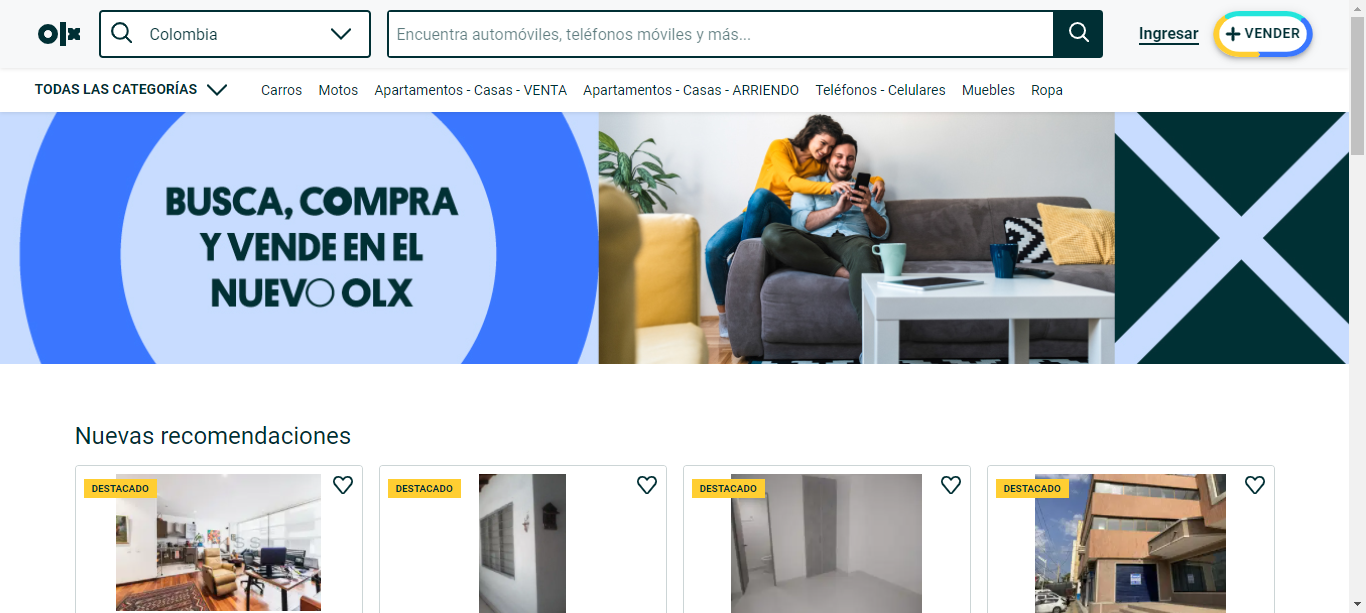 olx
Colombia
Encuentra automóviles, teléfonos móviles y más...
Ingresar
VENDER
TODAS LAS CATEGORÍAS
Carros
Motos
Apartamentos - Casas - VENTA
Apartamentos - Casas - ARRIENDO
Teléfonos - Celulares
Muebles
Ropa
BUSCA, COMPRA
Y VENDE EN EL
NUEVO OLX
Nuevas recomendaciones
DESTACADO
DESTACADO
DESTACADO
DESTACADO